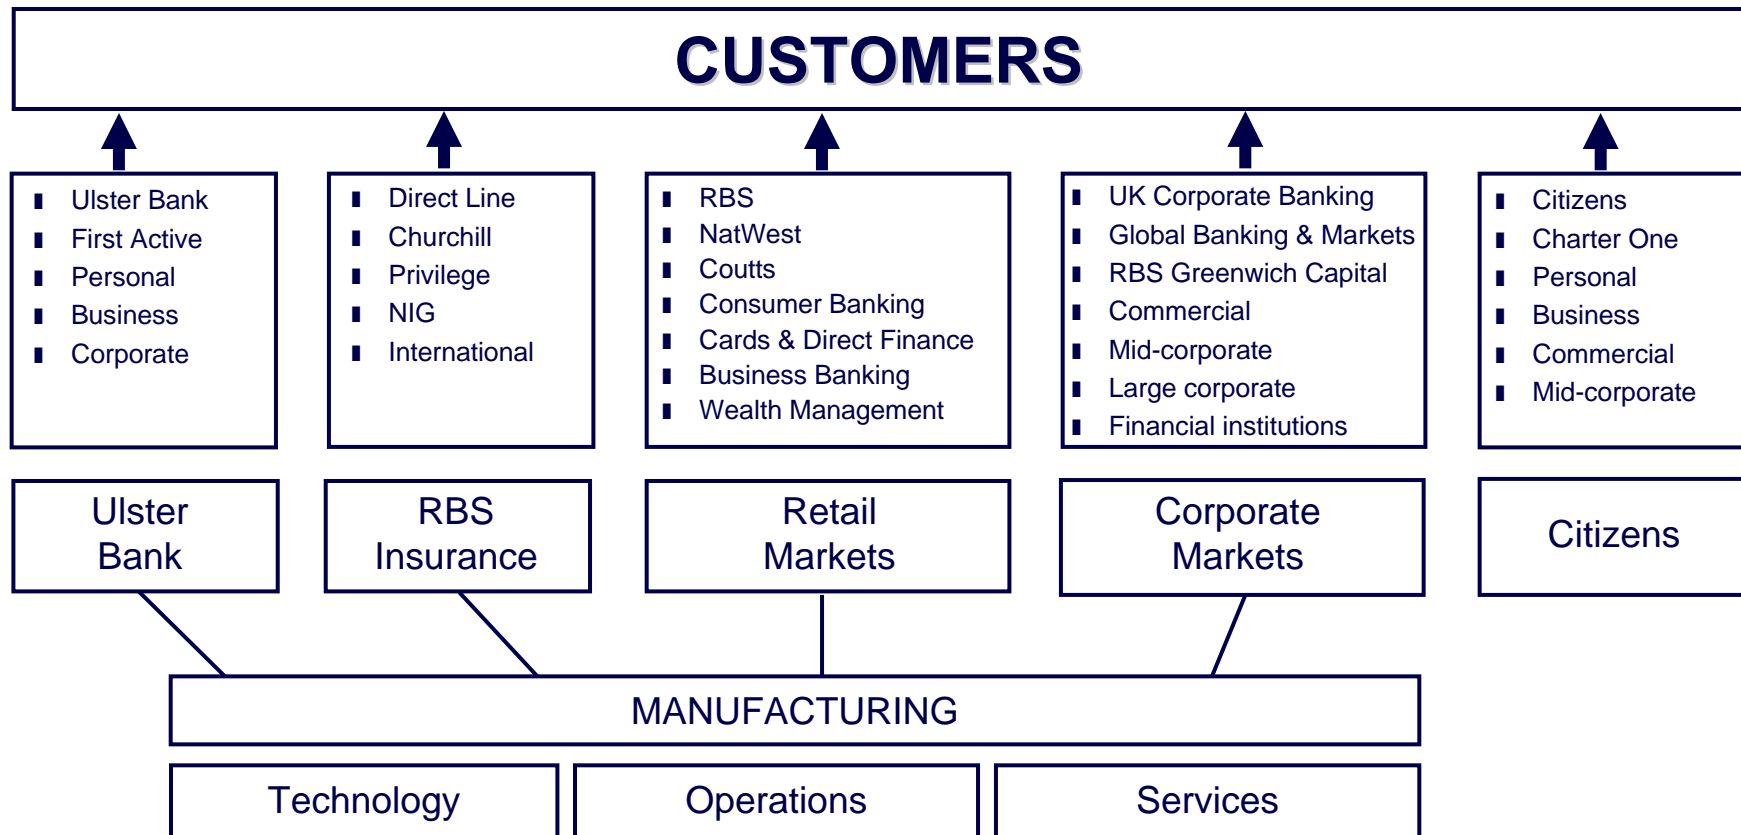 CUSTOMERS
Ulster Bank
First Active
Personal
Business
Corporate
Direct Line
Churchill
Privilege
NIG
International
RBS
NatWest
Coutts
Consumer Banking
Cards & Direct Finance
Business Banking
Wealth Management
UK Corporate Banking
Global Banking & Markets
RBS Greenwich Capital
Commercial
Mid-corporate
Large corporate
Financial institutions
Citizens
Charter One
Personal
Business
Commercial
Mid-corporate
Ulster
Bank
RBS
Insurance
Retail
Markets
Corporate
Markets
Citizens
MANUFACTURING
Technology
Operations
Services